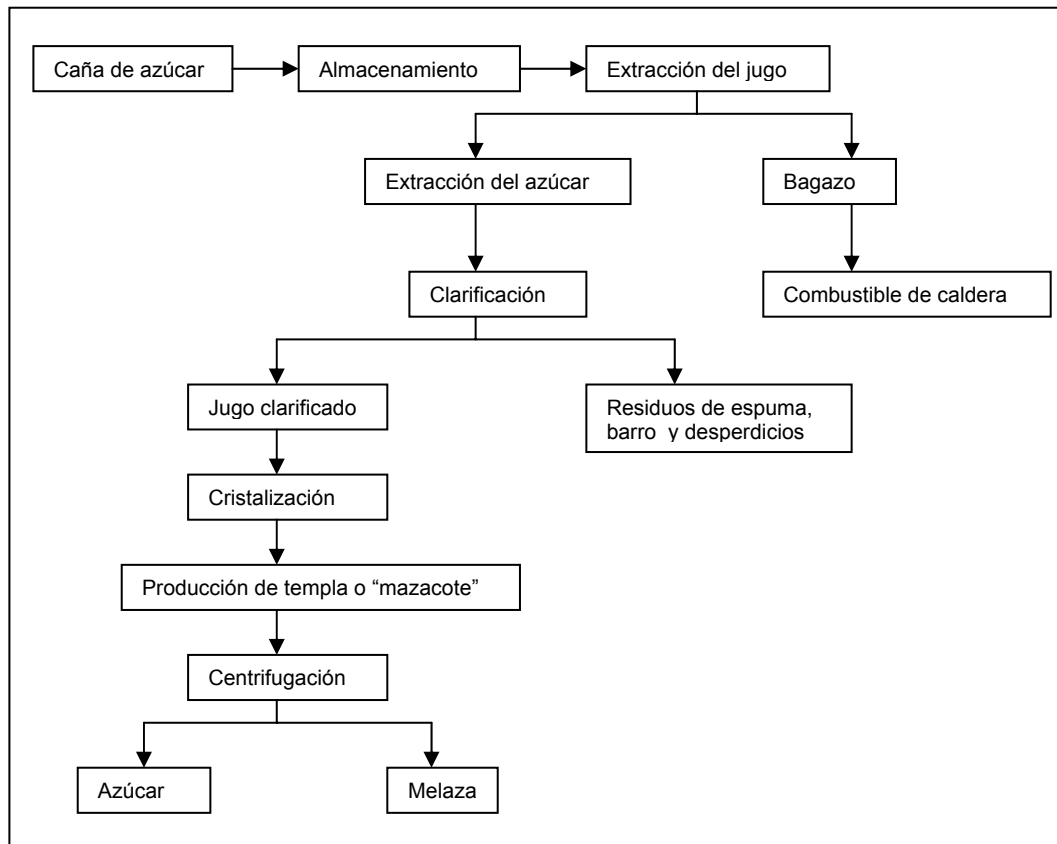 Caña de azúcar
Almacenamiento
Extracción del jugo
Extracción del azúcar
Bagazo
Clarificación
Combustible de caldera
Jugo clarificado
Residuos de espuma,
barro y desperdicios
Cristalización
Producción de templa o “mazacote”
Centrifugación
Azúcar
Melaza